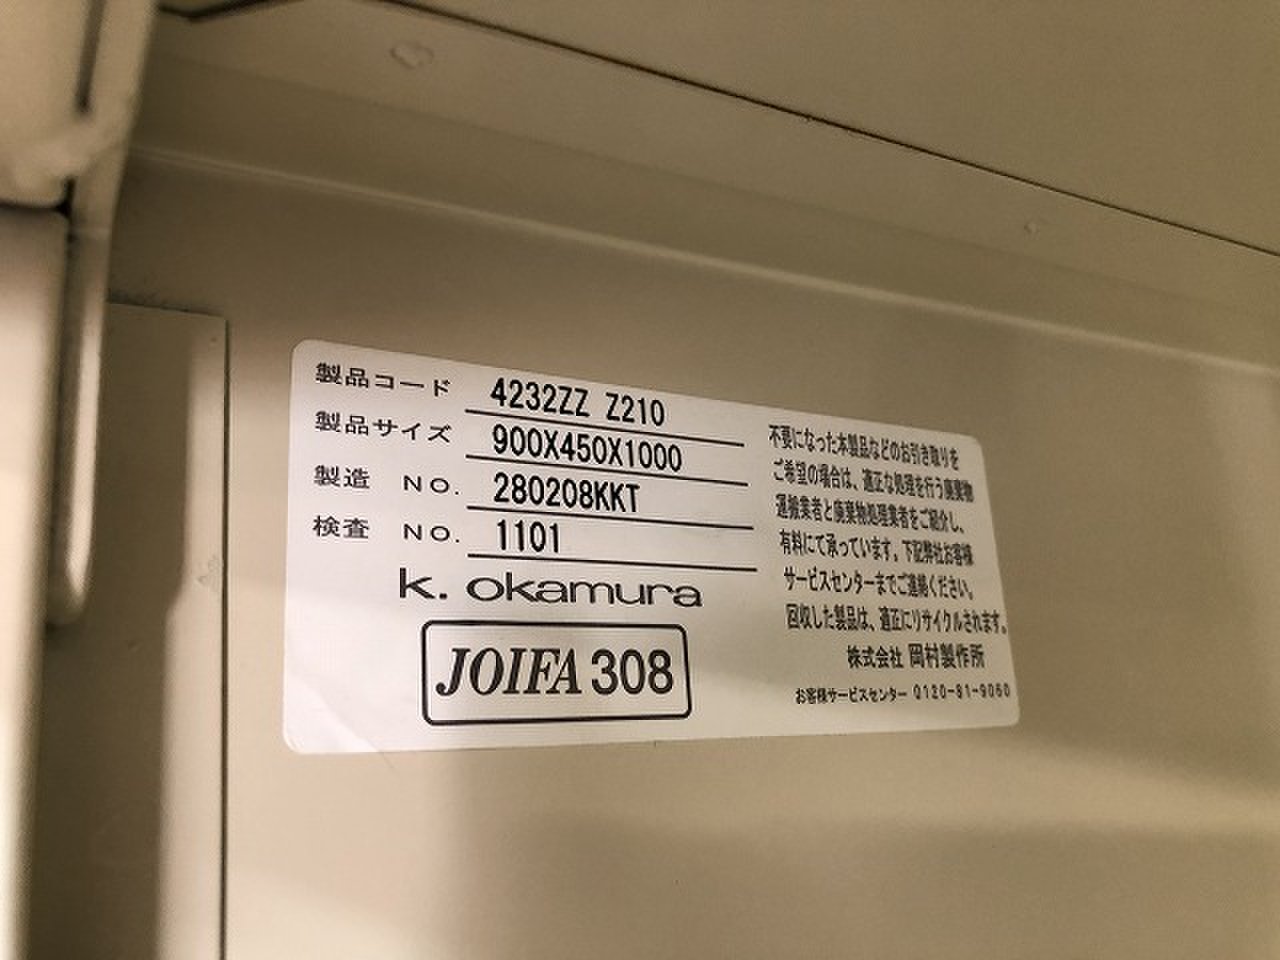 製品コード 4232ZZ Z210
製品サイズ 900X450X1000
製造 NO. 280208KKT
検査 NO. 1101
k. okamura
JOIFA 308
不要になった本製品などのお引き取りを
ご希望の場合は、適正な処理を行う廃棄物
運搬業者と廃棄物処理業者をご紹介し、
有料にて承っています。下記弊社お客様
サービスセンターまでご連絡ください。
回収した製品は、適正にリサイクルされます。
株式会社 岡村製作所
お客様サービスセンター 0120-81-9060